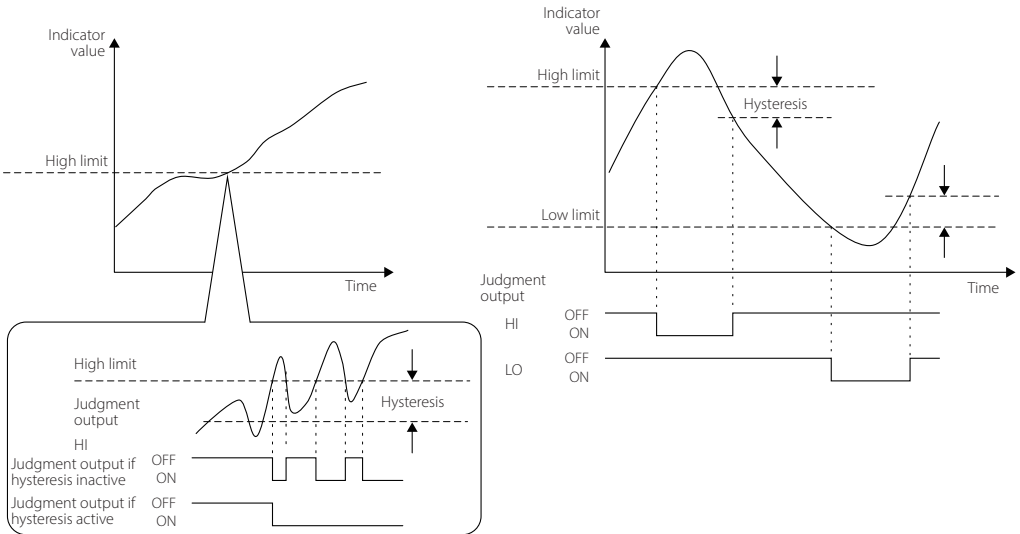 Indicator
value
High limit
Time
High limit
Judgment
output
HI
Hysteresis
Judgment output if
hysteresis inactive
OFF
ON
Judgment output if
hysteresis active
OFF
ON
Indicator
value
High limit
Hysteresis
Low limit
Time
Judgment
output
HI
OFF
ON
LO
OFF
ON